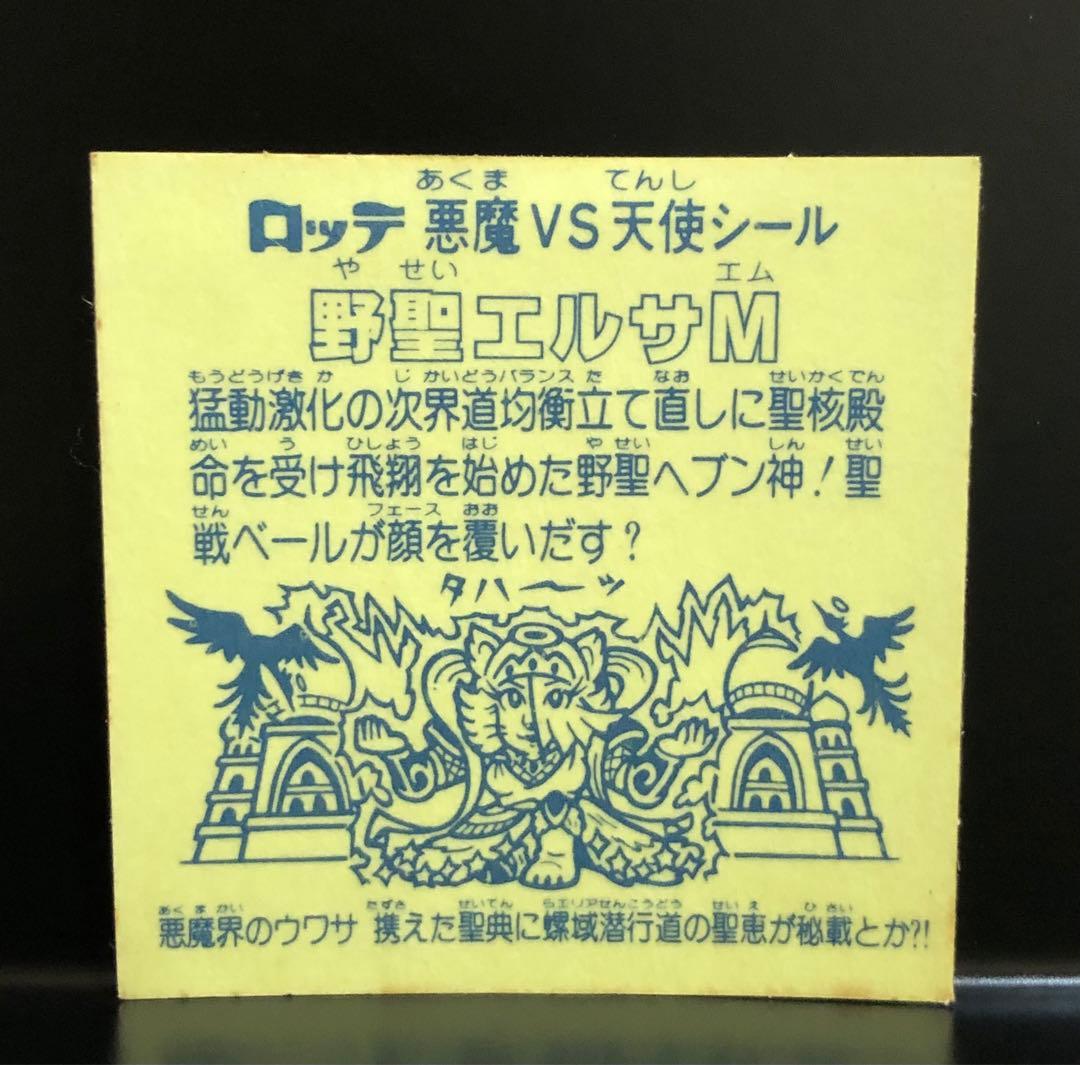 あくま てんし
ロッテ 悪魔VS天使シール
や せい エム
野聖エルサM
もうどうげき か じ かいどうバランス た なお せいかくでん
猛動激化の次界道均衡立て直しに聖核殿
めい う ひしょう はじ や せい しん せい
命を受け飛翔を始めた野聖ヘブン神！聖
せん フェース おお
戦ベールが顔を覆いだす？
タハーッ
あく ま かい たずさ せいてん らエリアせんこうどう せい え ひ さい
悪魔界のウワサ 携えた聖典に螺域潜行道の聖恵が秘載とか?!